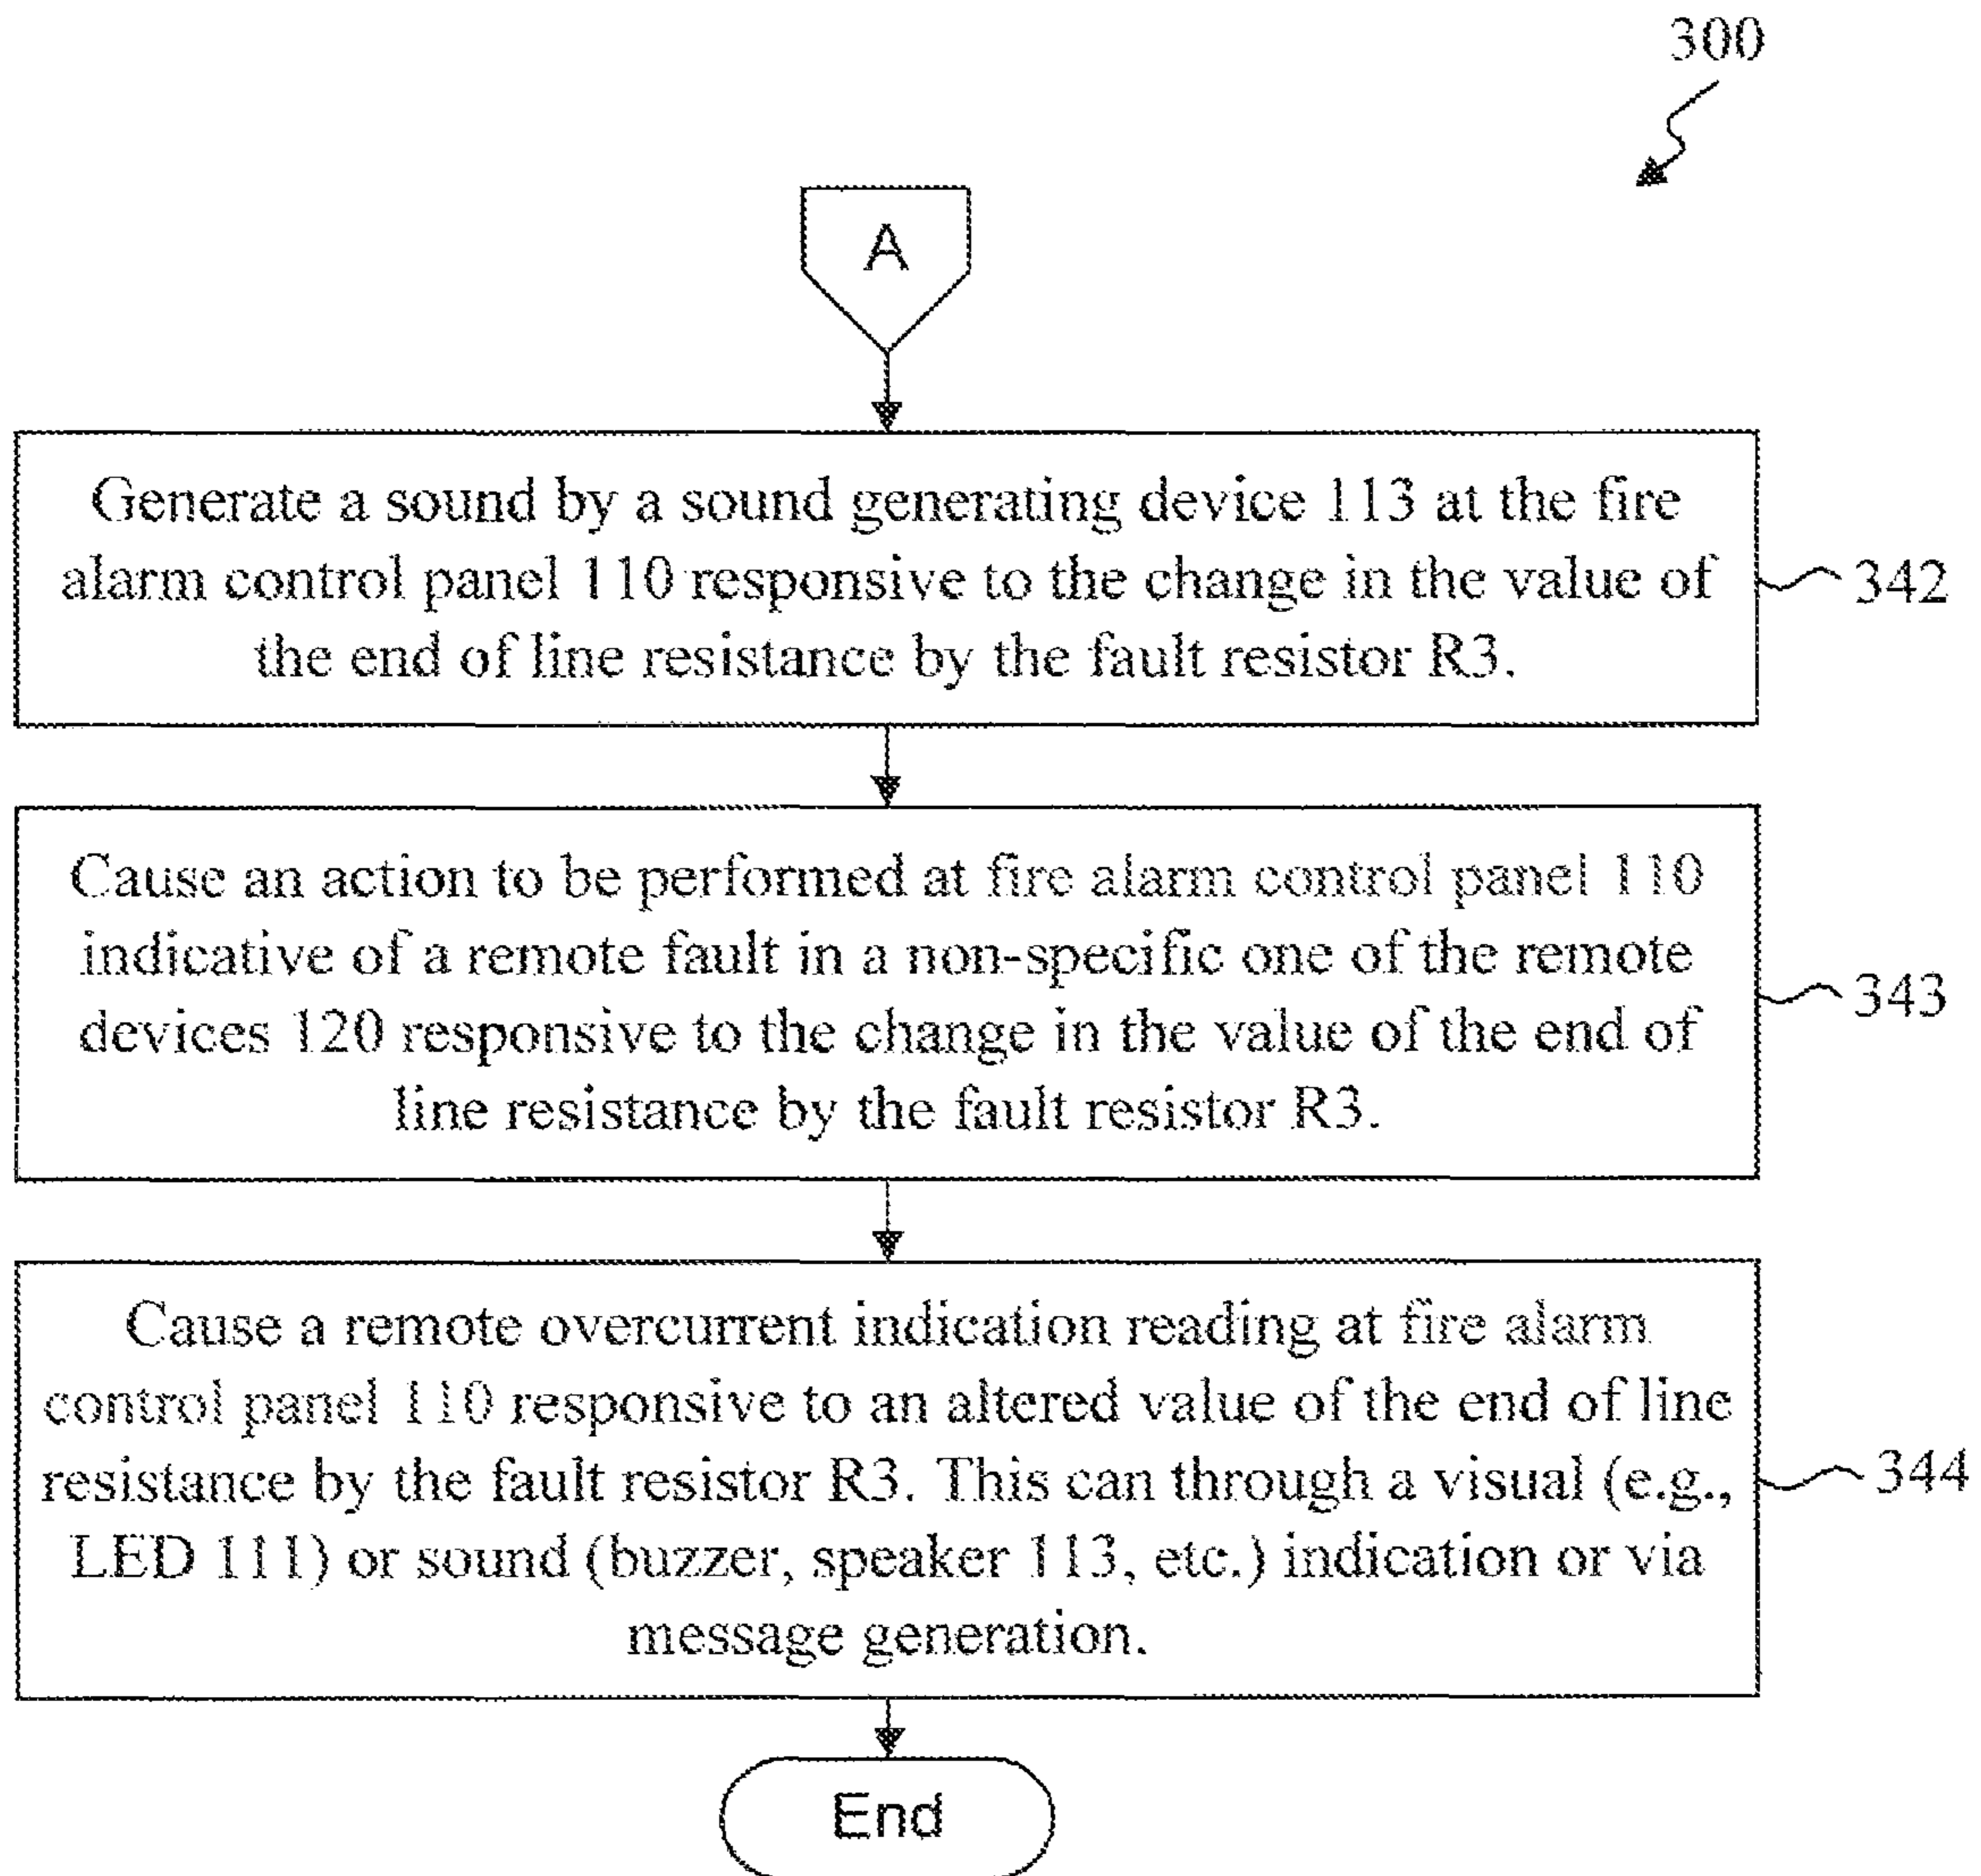 300
A
Generate a sound by a sound generating device 113 at the fire
alarm control panel 110 responsive to the change in the value of
the end of line resistance by the fault resistor R3.
342
Cause an action to be performed at fire alarm control panel 110
indicative of a remote fault in a non-specific one of the remote
devices 120 responsive to the change in the value of the end of
line resistance by the fault resistor R3.
343
Cause a remote overcurrent indication reading at fire alarm
control panel 110 responsive to an altered value of the end of line
resistance by the fault resistor R3. This can through a visual (e.g.,
LED 111) or sound (buzzer, speaker 113, etc.) indication or via
message generation.
344
End